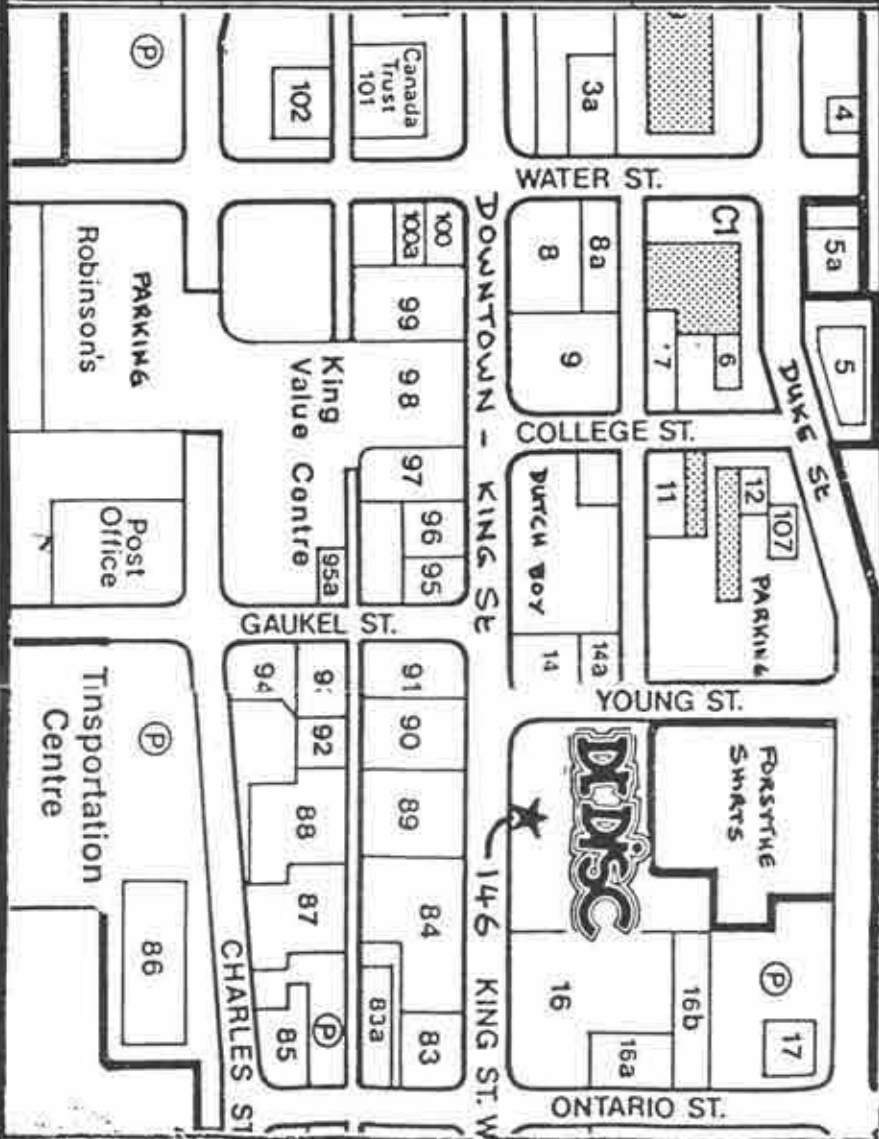 P
102
Canada
Trust
101
3a
4
WATER ST.
Robinson's
PARKING
100a
100
99
98
King
Value Centre
97
96
95
95a
8
8a
9
C1
7
6
5a
5
DUKE St
COLLEGE ST.
DOWNTOWN - KING St
DUTCH BOY
14
14a
11
12
107
PARKING
Post
Office
GAUKEL ST.
YOUNG ST.
Tinsportation
Centre
P
86
94
92
91
90
89
88
87
84
85
P
83a
83
CHARLES ST
146 KING ST. W
DR. DISC
FORSYTHE
SHIRTS
16
16b
16a
P
17
ONTARIO ST.